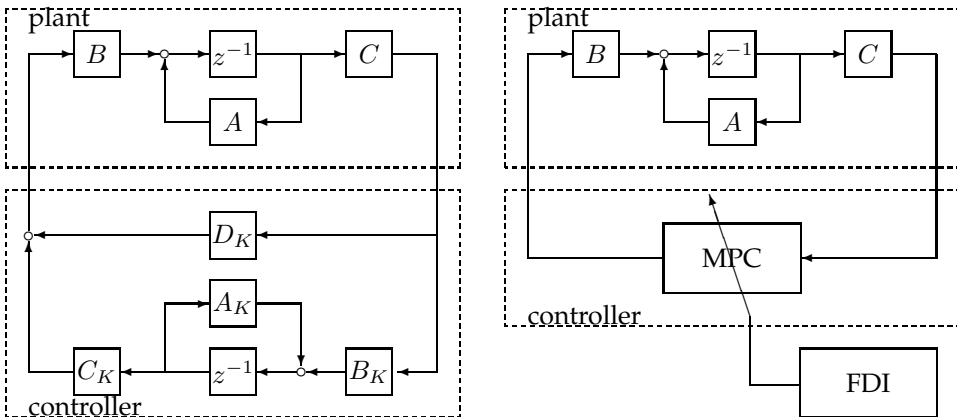 plant
B
z⁻¹
C
A
D_K
A_K
C_K
z⁻¹
B_K
controller
plant
B
z⁻¹
C
A
MPC
controller
FDI